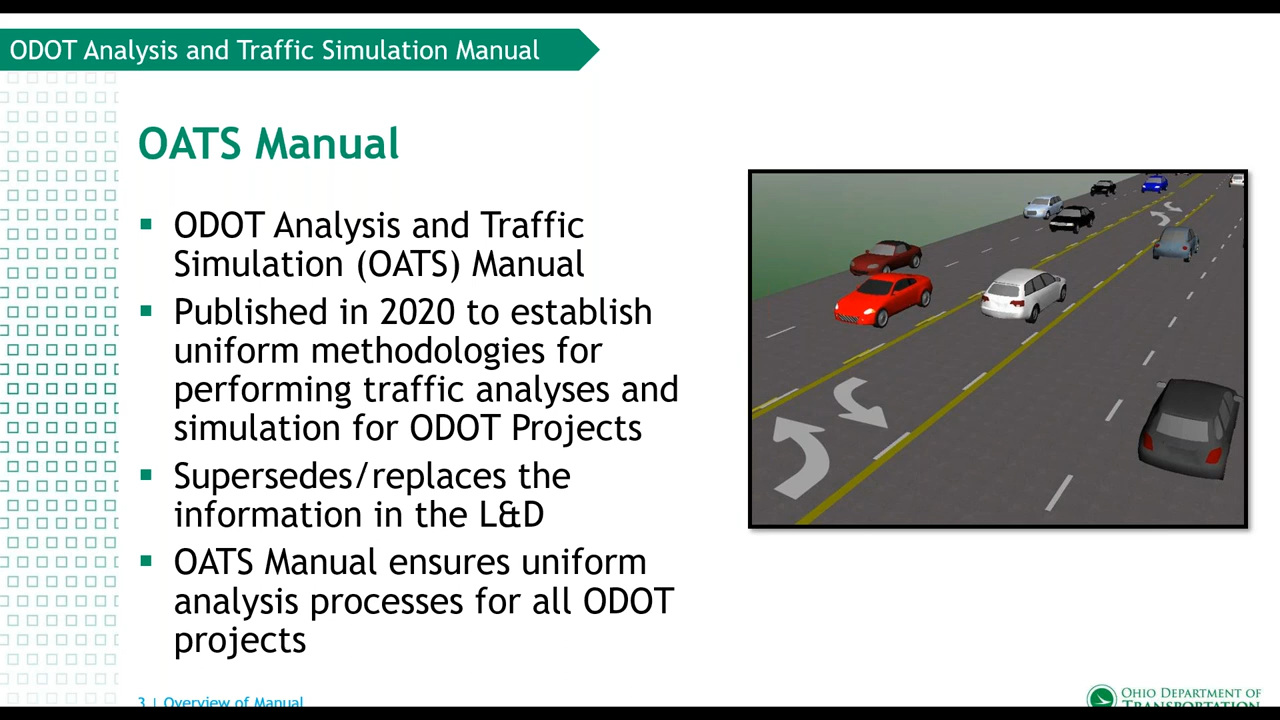 ODOT Analysis and Traffic Simulation Manual
OATS Manual
ODOT Analysis and Traffic
Simulation (OATS) Manual
Published in 2020 to establish
uniform methodologies for
performing traffic analyses and
simulation for ODOT Projects
Supersedes/replaces the
information in the L&D
OATS Manual ensures uniform
analysis processes for all ODOT
projects
3 | Overview of Manual
OHIO DEPARTMENT OF
TRANSPORTATION